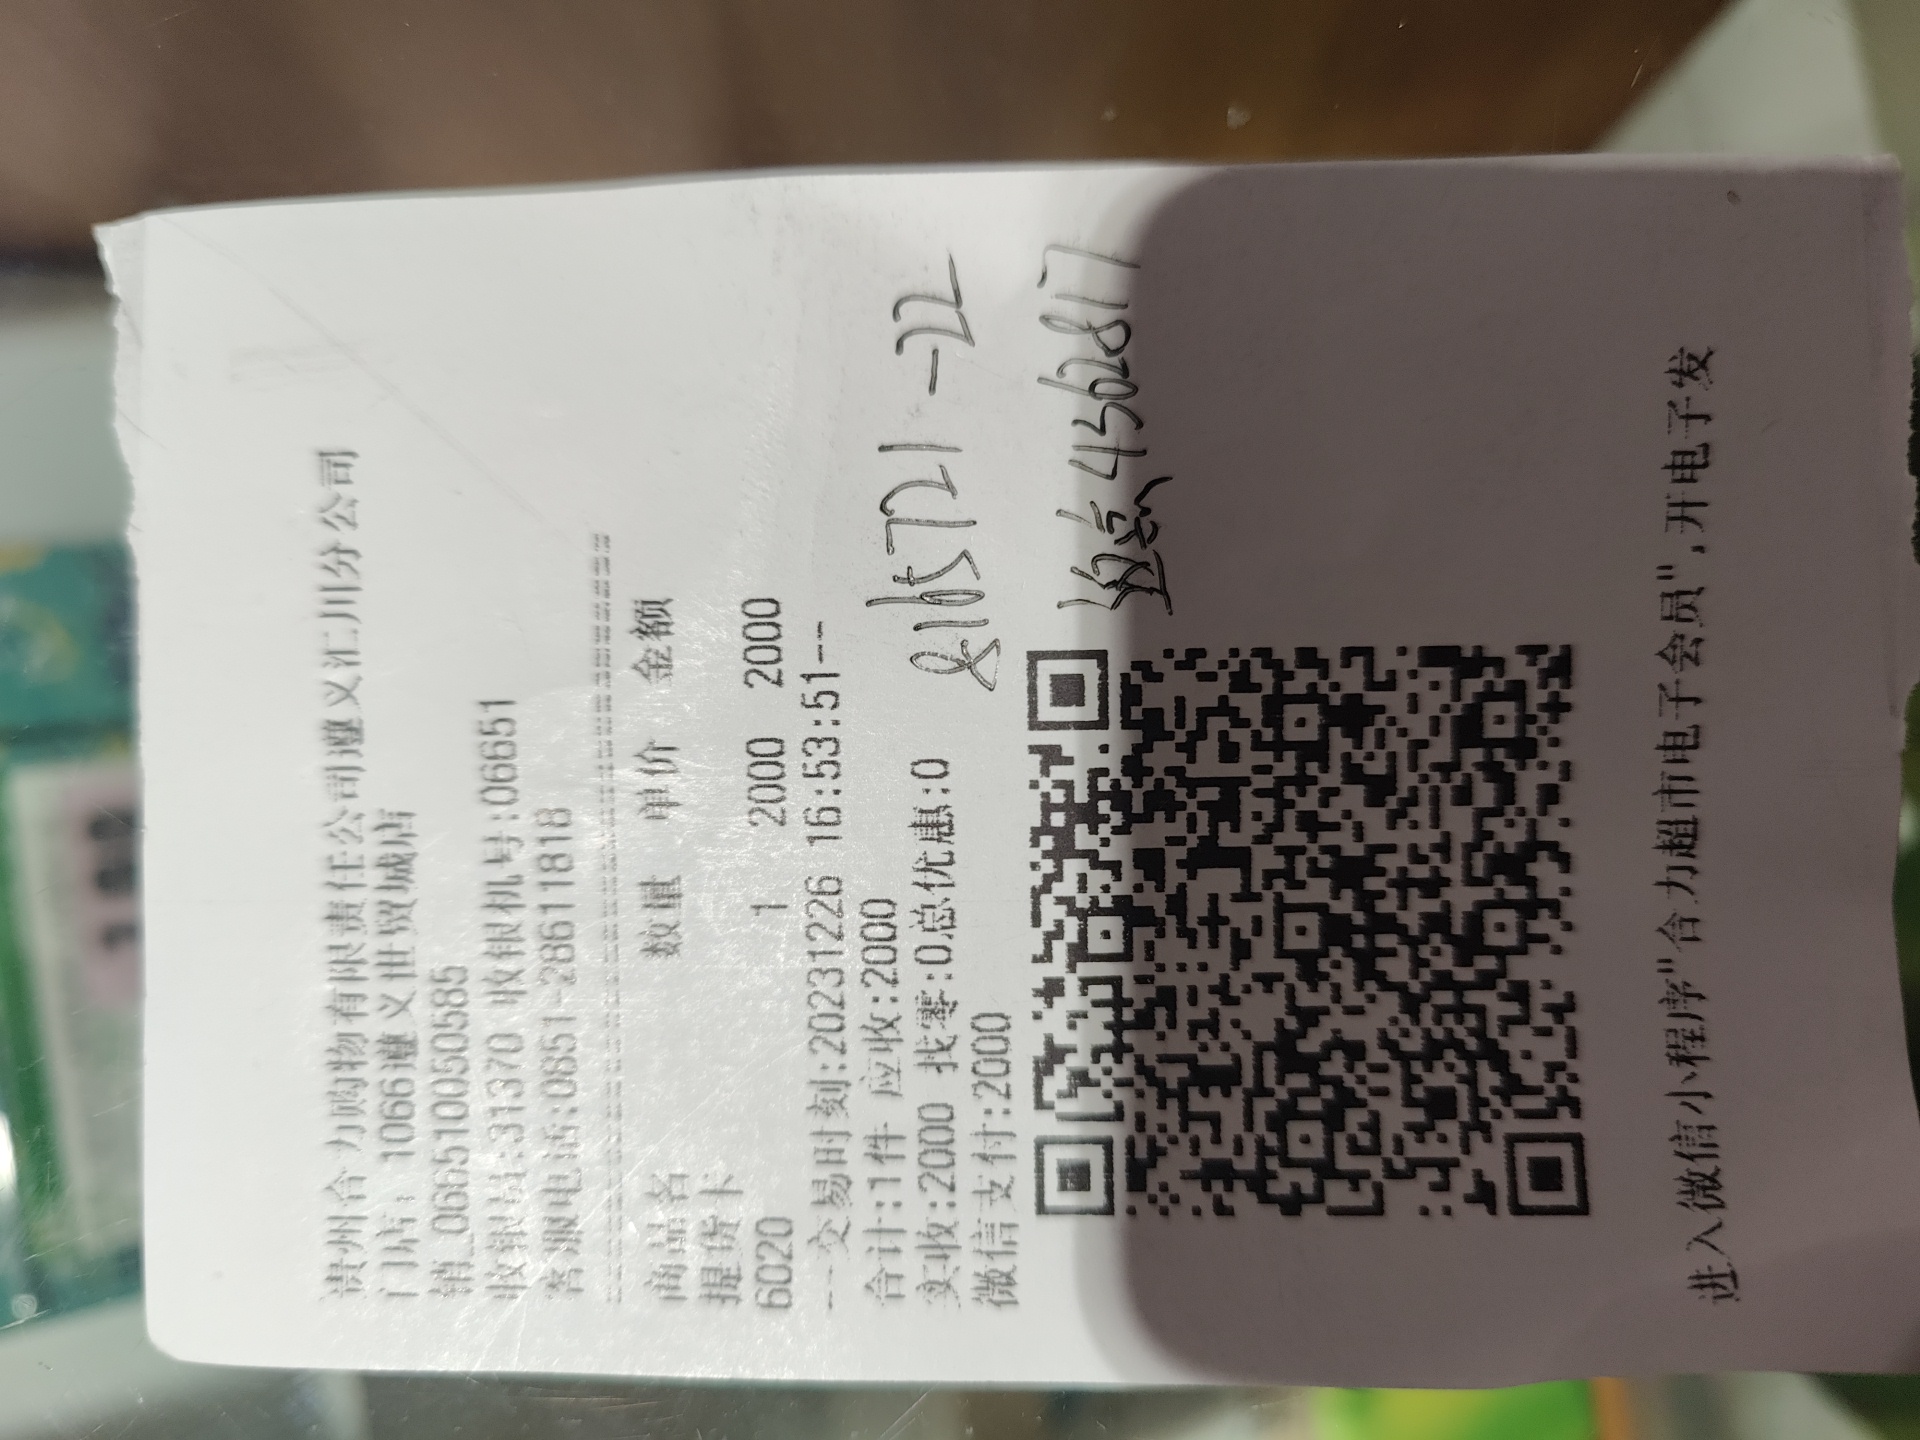 贵州合力购物有限责任公司遵义汇川分公司
门店: 1066遵义世贸城店
销_066510050585
收银员:31370 收银机号:06651
客服电话:0851-28611818
商品名 数量 单价 金额
提货卡
6020 1 2000 2000
--交易时刻:20231226 16:53:51--
合计:1件 应收:2000
实收:2000 找零:0总优惠:0
微信支付:2000
8165721-22
4562817
进入微信小程序"合力超市电子会员",开电子发